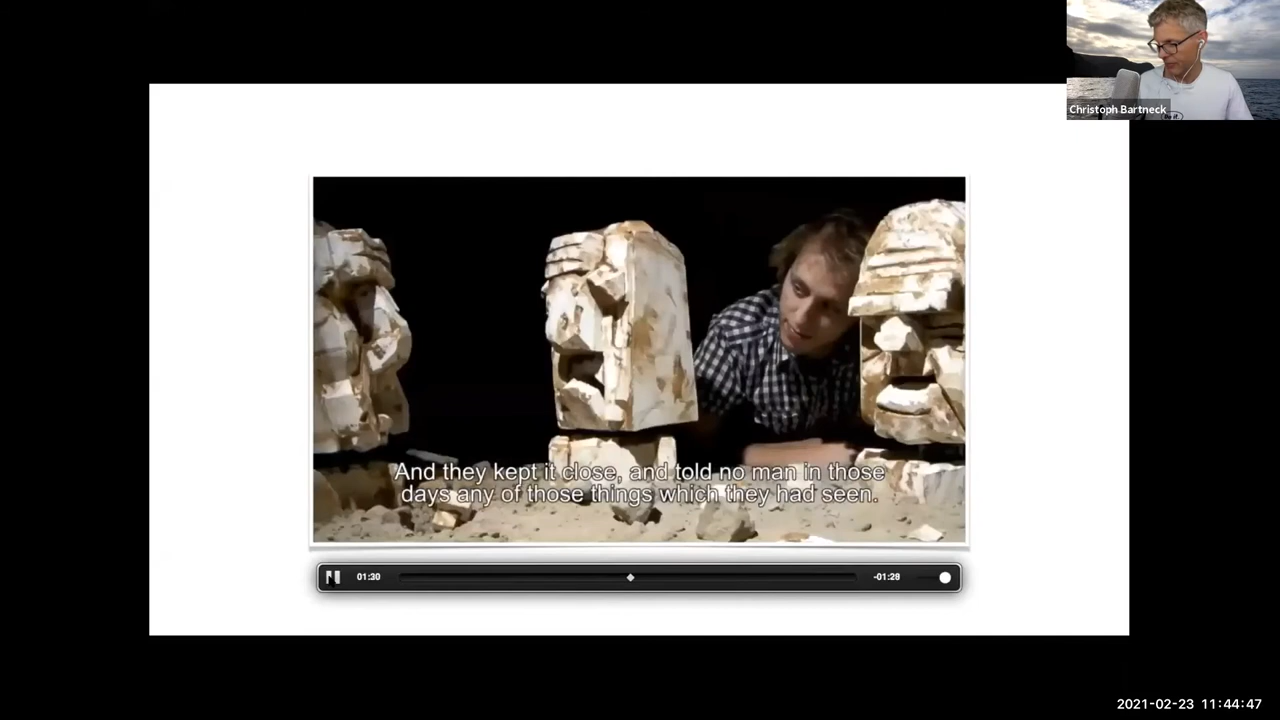 Christoph Bartneck
And they kept it close, and told no man in those
days any of those things which they had seen.
01:30
-01:28
2021-02-23 11:44:47